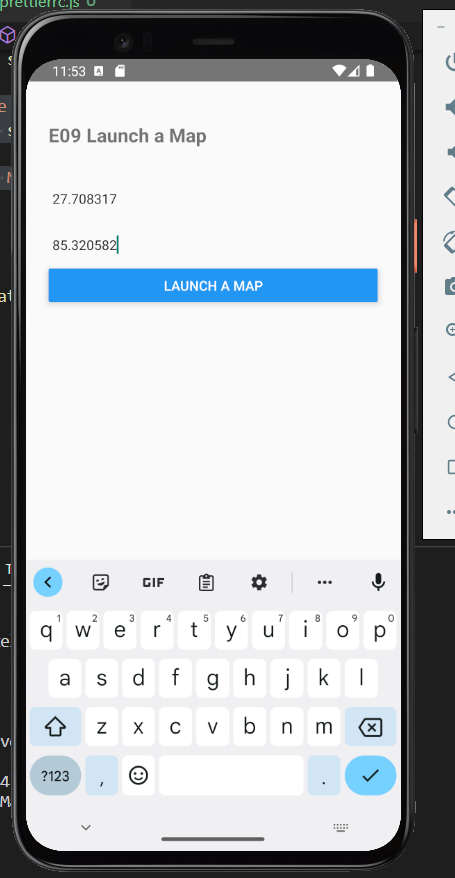 prettierrc.js U
11:53
E09 Launch a Map
27.708317
85.320582
LAUNCH A MAP
GIF
q1 w2 e3 r4 t5 y6 u7 i8 o9 p0
a s d f g h j k l
z x c v b n m
?123 , .